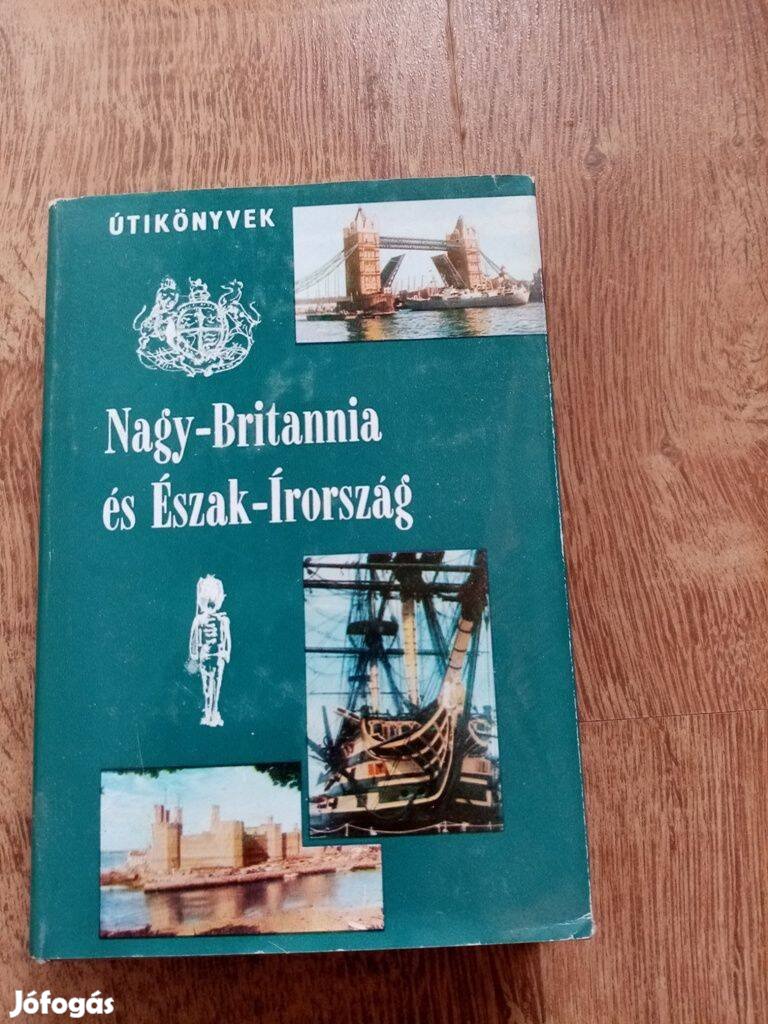 ÚTIKÖNYVEK
Nagy-Britannia
és Észak-Írország
Jófogás